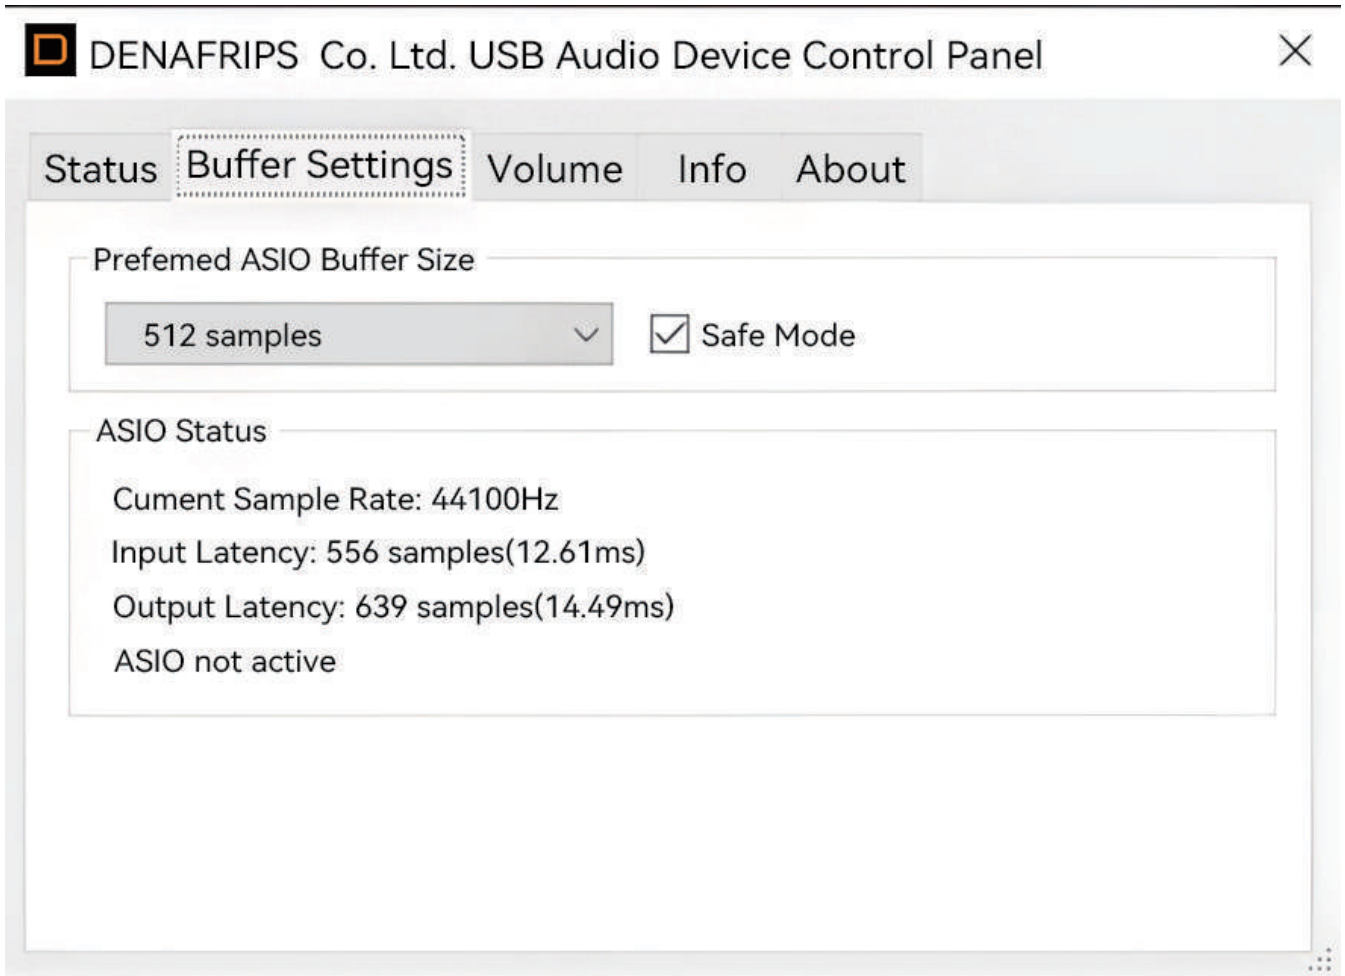 DENAFRIPS Co. Ltd. USB Audio Device Control Panel
Status Buffer Settings Volume Info About
Prefemed ASIO Buffer Size
512 samples Safe Mode
ASIO Status
Cument Sample Rate: 44100Hz
Input Latency: 556 samples(12.61ms)
Output Latency: 639 samples(14.49ms)
ASIO not active